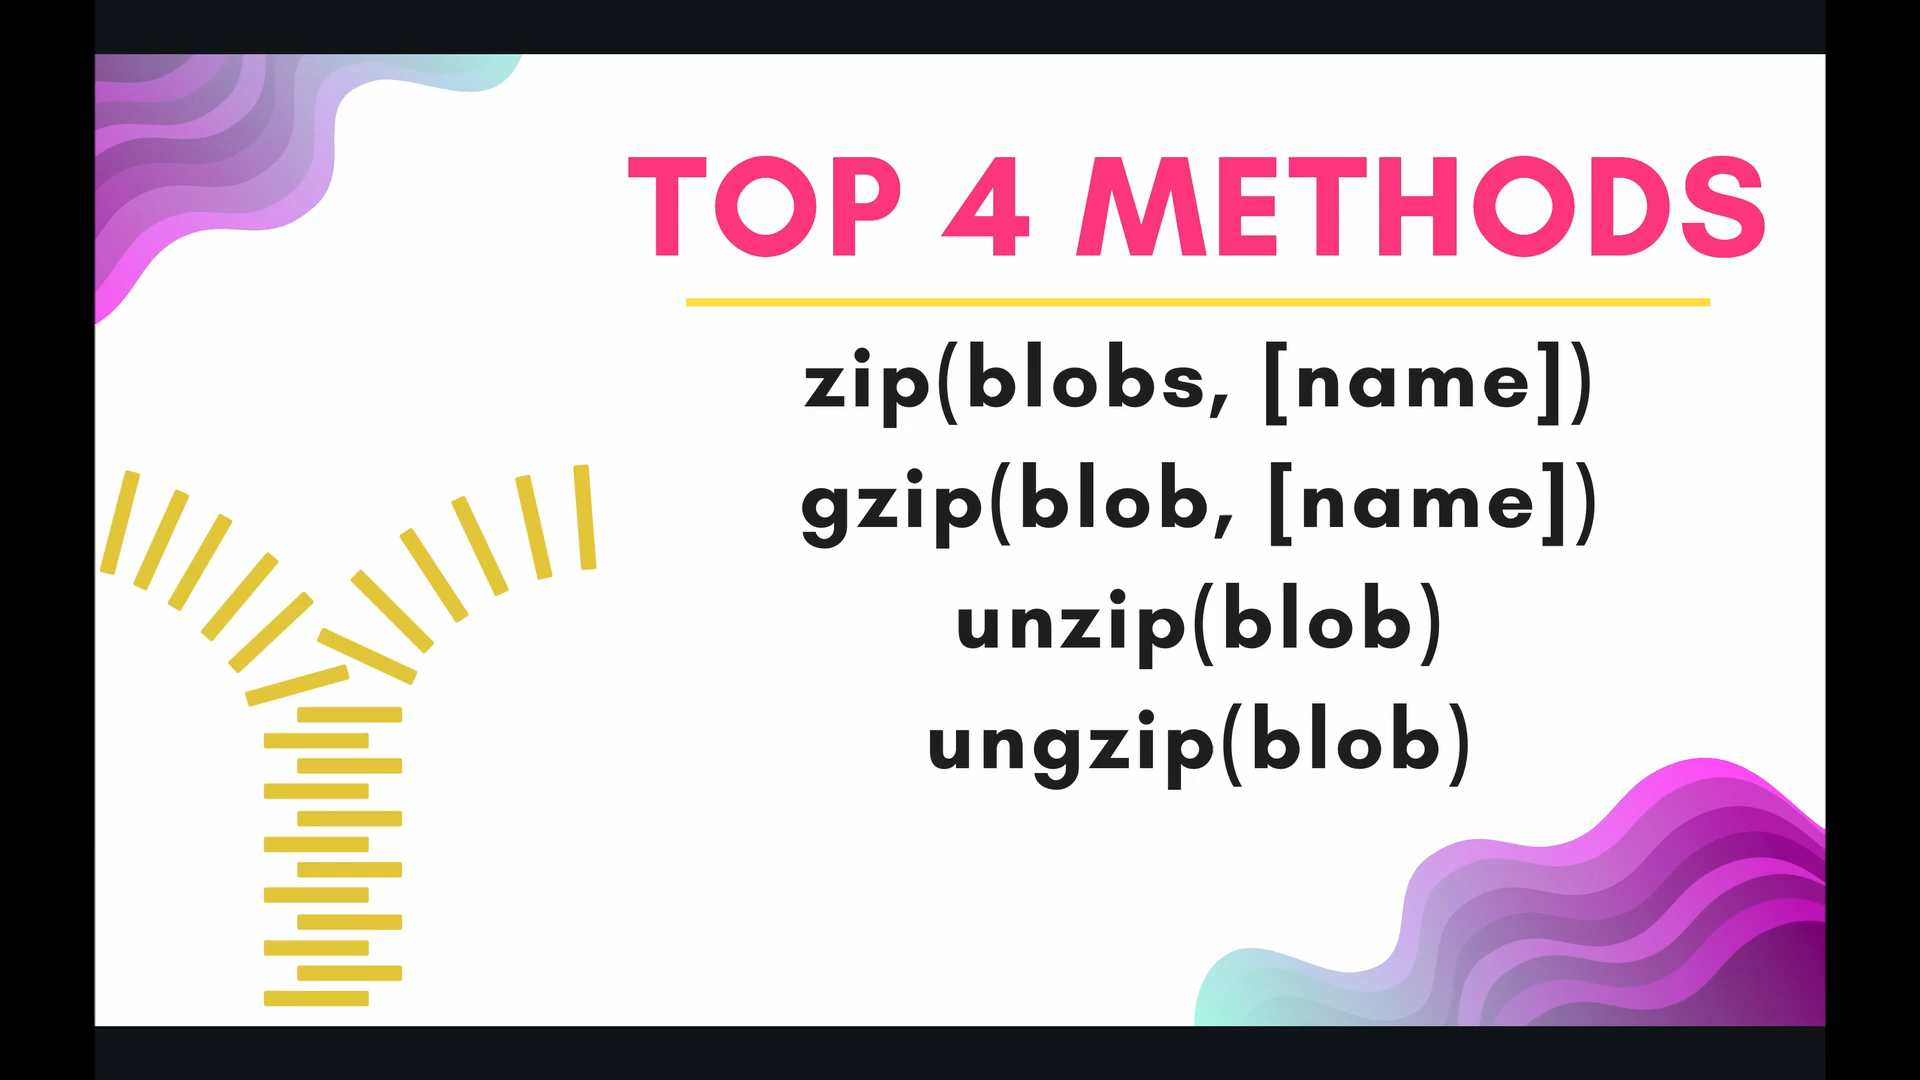 TOP 4 METHODS
zip(blobs, [name])
gzip(blob, [name])
unzip(blob)
ungzip(blob)